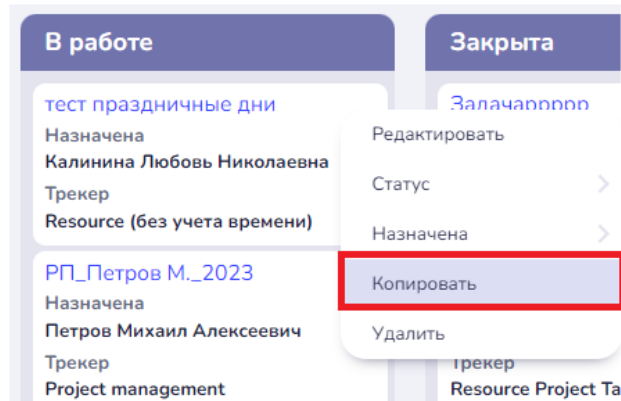 В работе
тест праздничные дни
Назначена
Калинина Любовь Николаевна
Трекер
Resource (без учета времени)
РП_Петров М._2023
Назначена
Петров Михаил Алексеевич
Трекер
Project management
Закрыта
Задачаррррр
Редактировать
Статус
Назначена
Копировать
Удалить
Трекер
Resource Project Ta